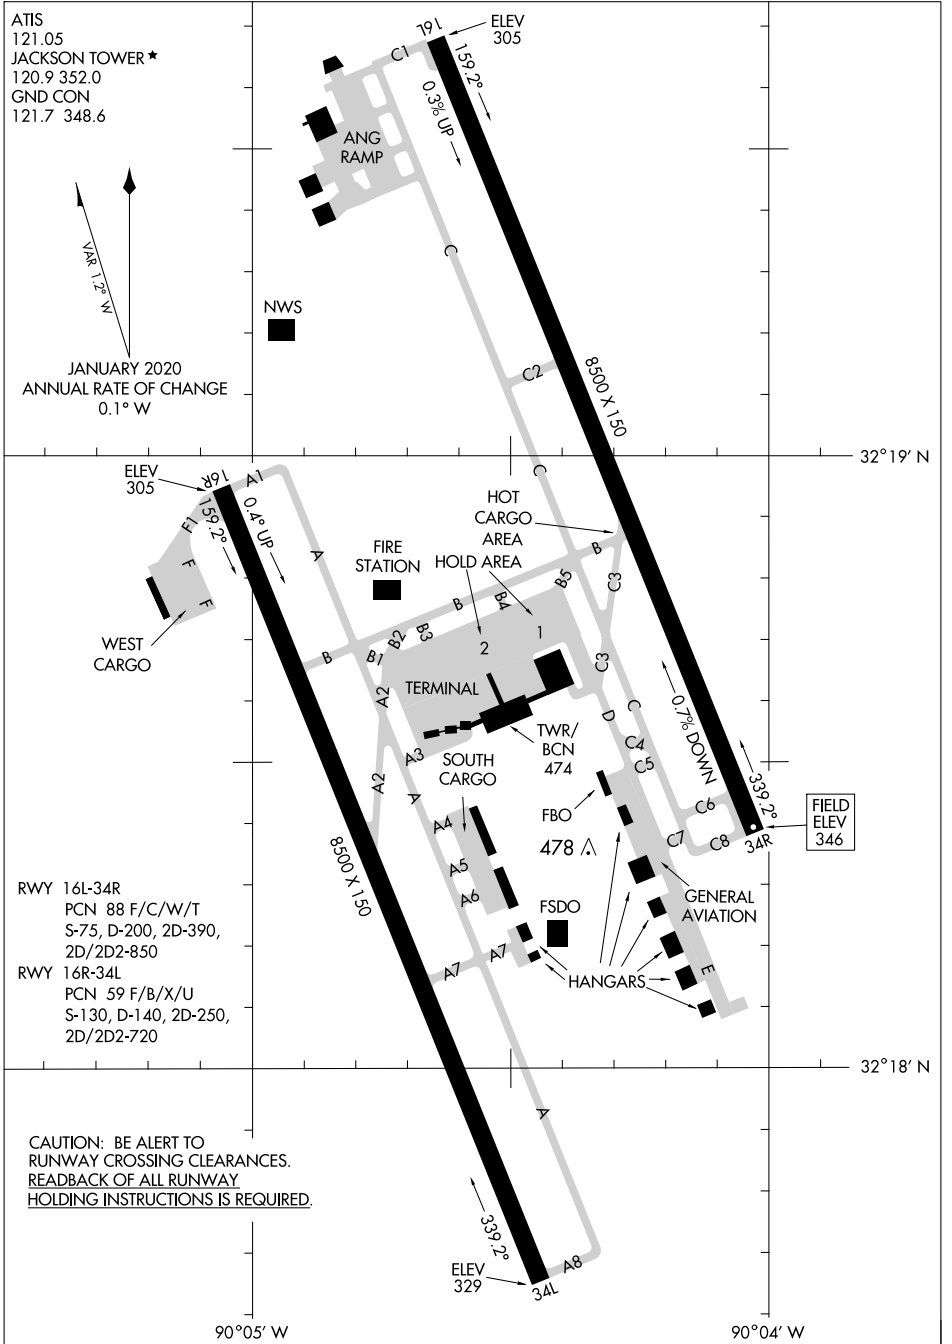 ATIS
121.05
JACKSON TOWER ★
120.9 352.0
GND CON
121.7 348.6
VAR 1.2° W
JANUARY 2020
ANNUAL RATE OF CHANGE
0.1° W
16L
ELEV
305
159.2°
0.3% UP
C1
ANG
RAMP
C
NWS
C2
8500 X 150
32°19' N
ELEV
305
16R
A1
159.2°
0.4° UP
F1
F
F
WEST
CARGO
A
C
HOT
CARGO
AREA
HOLD AREA
FIRE
STATION
B
B5
C3
B
B4
B2
B3
B1
B
1
2
C3
A2
TERMINAL
D
C
0.7% DOWN
TWR/
BCN
474
C4
C5
A3
SOUTH
CARGO
A2
A
FBO
C6
339.2°
FIELD
ELEV
346
A4
478
C7
C8
34R
8500 X 150
A5
A6
GENERAL
AVIATION
FSDO
RWY 16L-34R
PCN 88 F/C/W/T
S-75, D-200, 2D-390,
2D/2D2-850
RWY 16R-34L
PCN 59 F/B/X/U
S-130, D-140, 2D-250,
2D/2D2-720
A7
A7
HANGARS
E
32°18' N
A
CAUTION: BE ALERT TO
RUNWAY CROSSING CLEARANCES.
READBACK OF ALL RUNWAY
HOLDING INSTRUCTIONS IS REQUIRED.
339.2°
A8
ELEV
329
34L
90°05' W
90°04' W